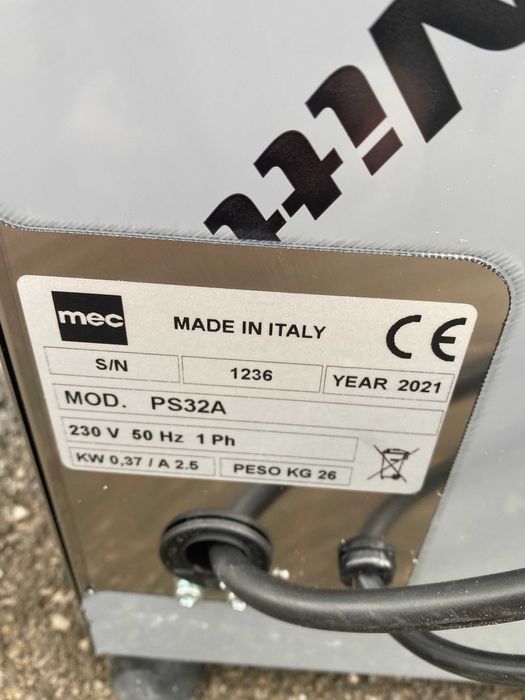 Vitt
mec
MADE IN ITALY
CE
S/N 1236 YEAR 2021
MOD. PS32A
230 V 50 Hz 1 Ph
KW 0,37 / A 2.5 PESO KG 26